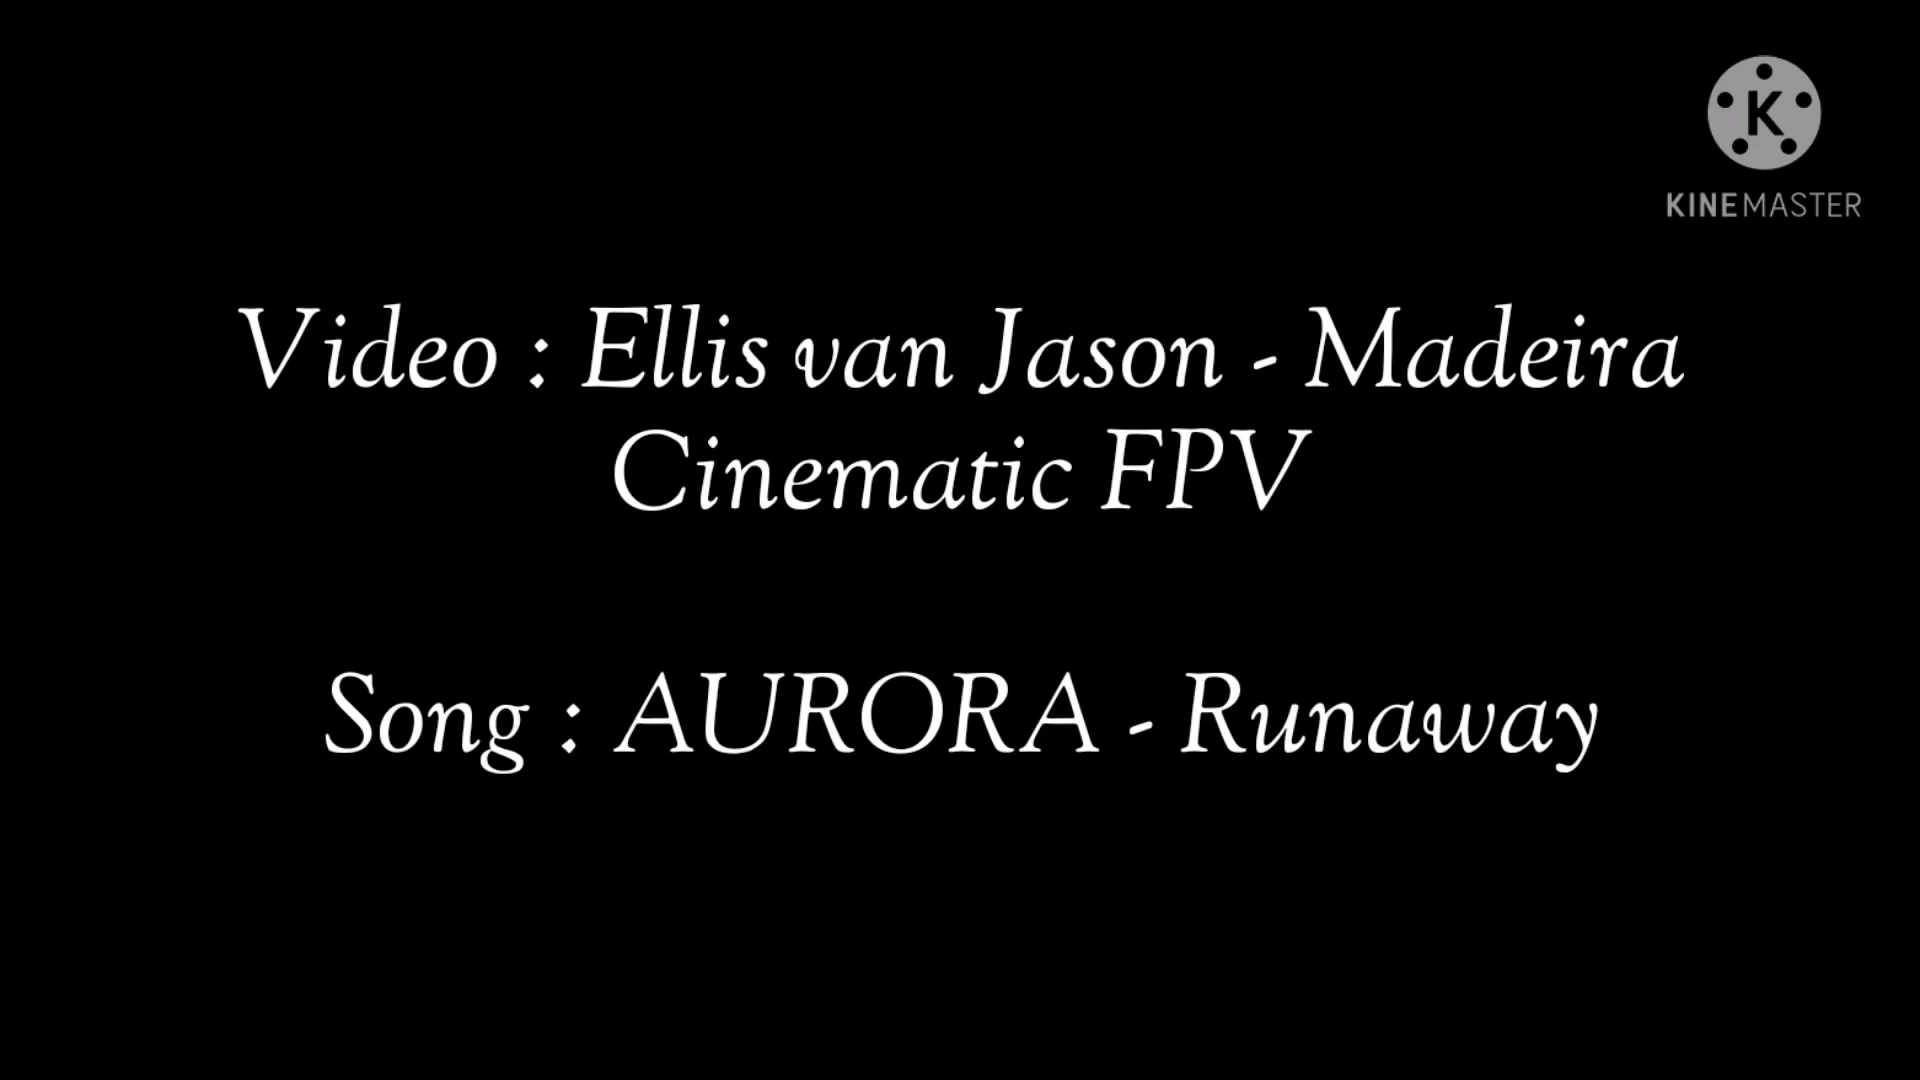 K
KINEMASTER
Video : Ellis van Jason - Madeira
Cinematic FPV
Song : AURORA - Runaway